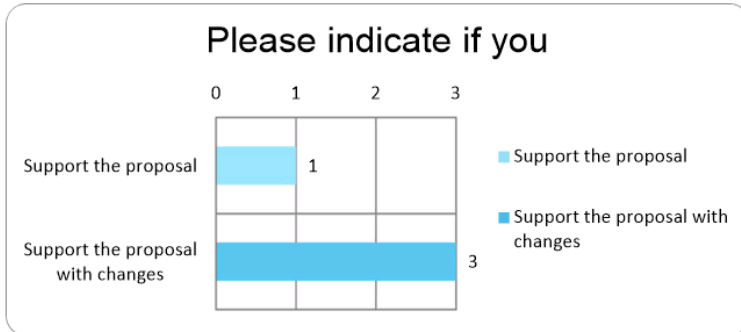 Please indicate if you
0 1 2 3
Support the proposal
1
Support the proposal
with changes
3
Support the proposal
Support the proposal with
changes